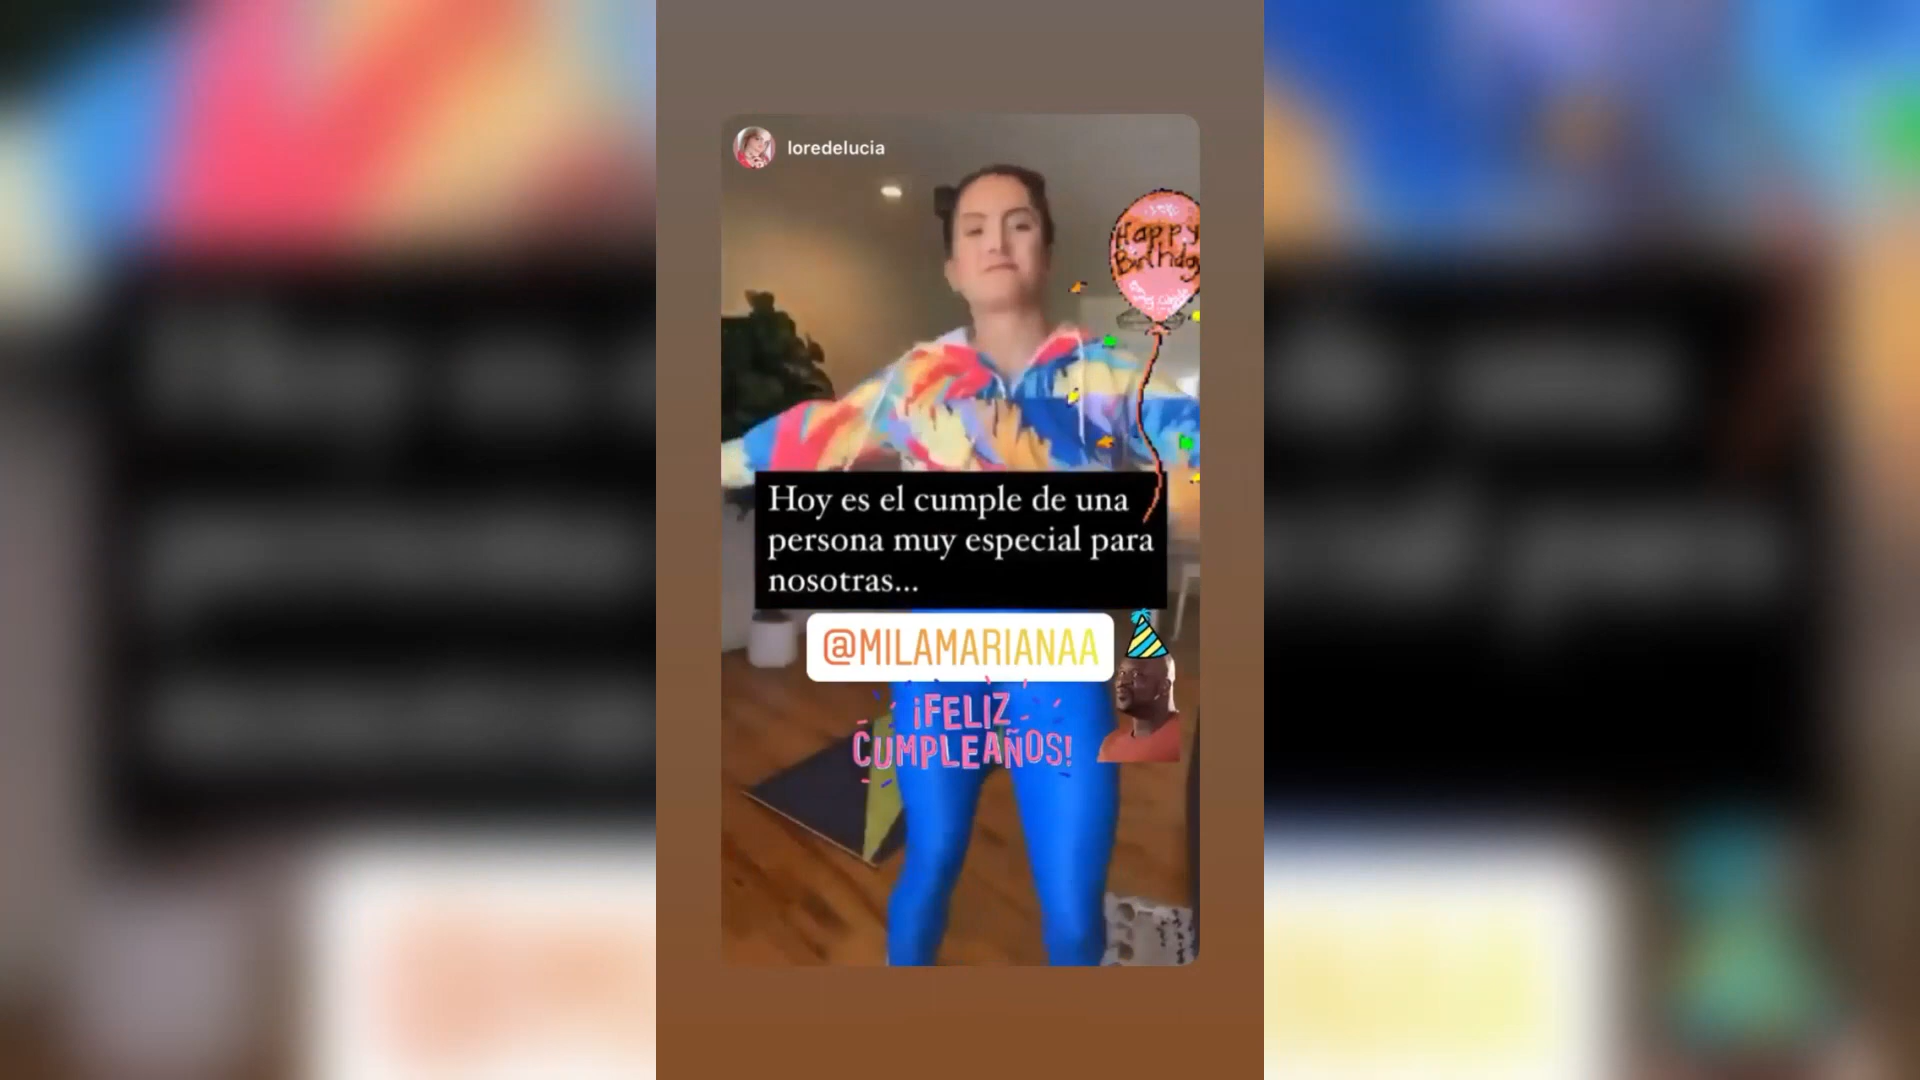 loredelucia
Happy
Birthday
Hoy es el cumple de una
persona muy especial para
nosotras...
@MILAMARIANAA
¡FELIZ
CUMPLEAÑOS!